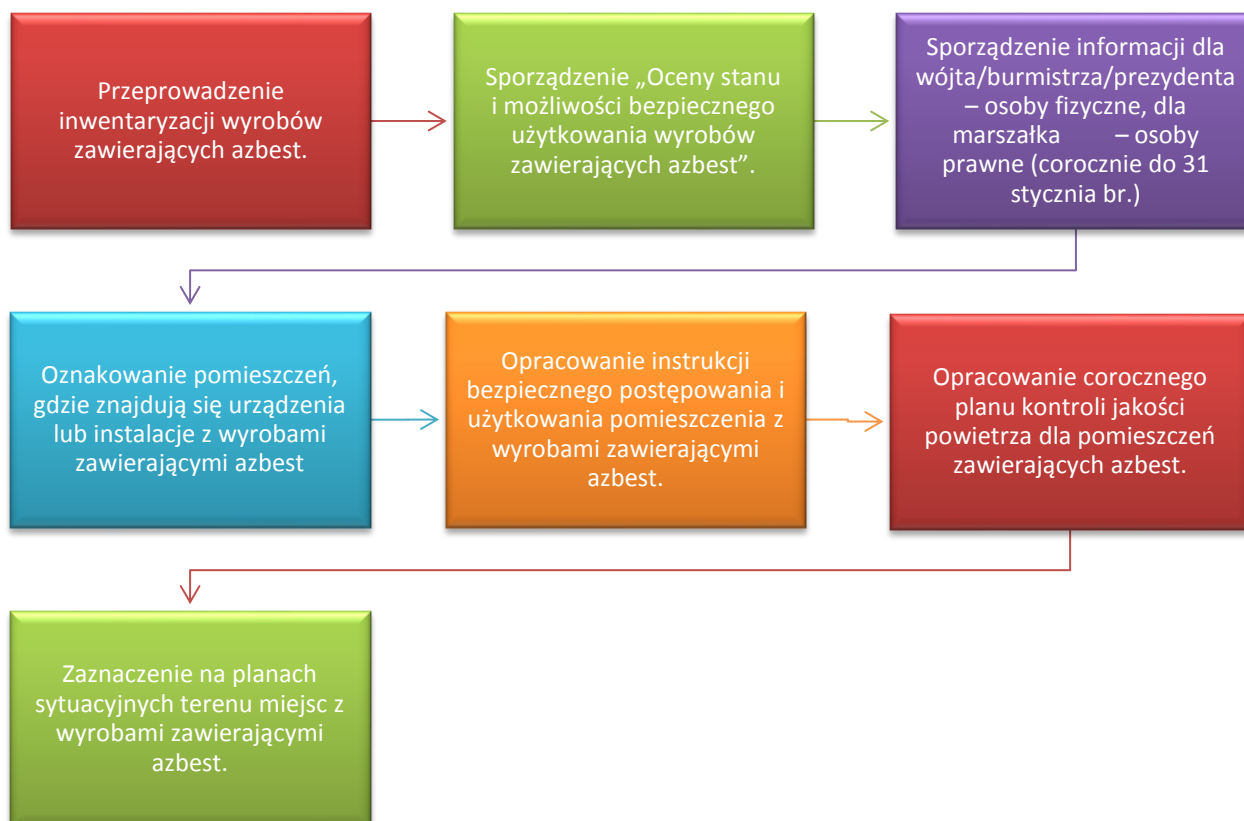 Przeprowadzenie
inwentaryzacji wyrobów
zawierających azbest.
Sporządzenie „Oceny stanu
i możliwości bezpiecznego
użytkowania wyrobów
zawierających azbest”.
Sporządzenie informacji dla
wójta/burmistrza/prezydenta
– osoby fizyczne, dla
marszałka – osoby
prawne (corocznie do 31
stycznia br.)
Oznakowanie pomieszczeń,
gdzie znajdują się urządzenia
lub instalacje z wyrobami
zawierającymi azbest
Opracowanie instrukcji
bezpiecznego postępowania i
użytkowania pomieszczenia z
wyrobami zawierającymi
azbest.
Opracowanie corocznego
planu kontroli jakości
powietrza dla pomieszczeń
zawierających azbest.
Zaznaczenie na planach
sytuacyjnych terenu miejsc z
wyrobami zawierającymi
azbest.